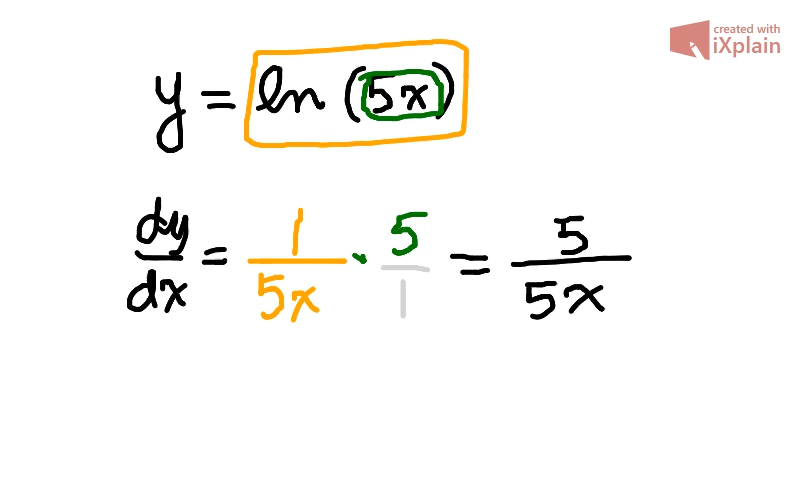 created with
iXplain
y = ln (5x)
dy/dx = 1/5x · 5/1 = 5/5x